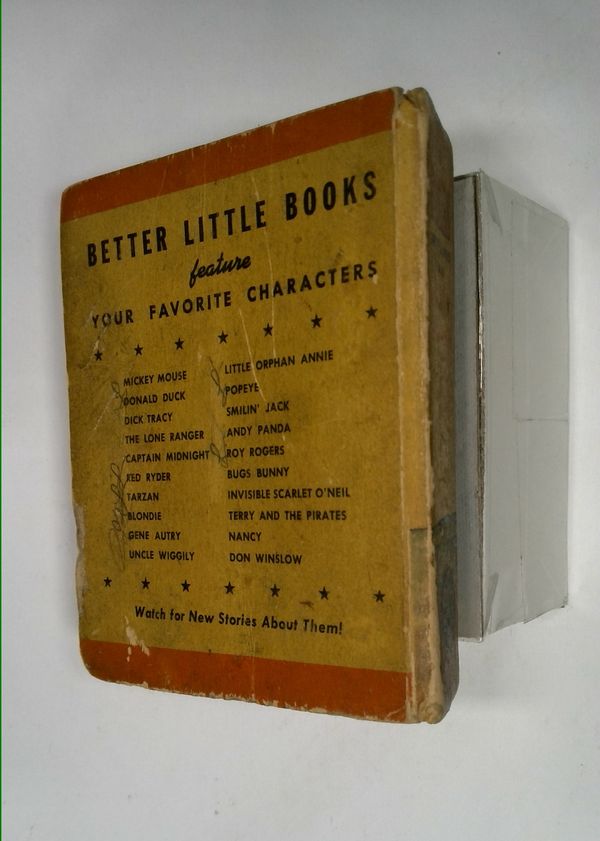 BETTER LITTLE BOOKS
feature
YOUR FAVORITE CHARACTERS
MICKEY MOUSE
DONALD DUCK
DICK TRACY
THE LONE RANGER
CAPTAIN MIDNIGHT
RED RYDER
TARZAN
BLONDIE
GENE AUTRY
UNCLE WIGGILY
LITTLE ORPHAN ANNIE
POPEYE
SMILIN' JACK
ANDY PANDA
ROY ROGERS
BUGS BUNNY
INVISIBLE SCARLET O'NEIL
TERRY AND THE PIRATES
NANCY
DON WINSLOW
Watch for New Stories About Them!